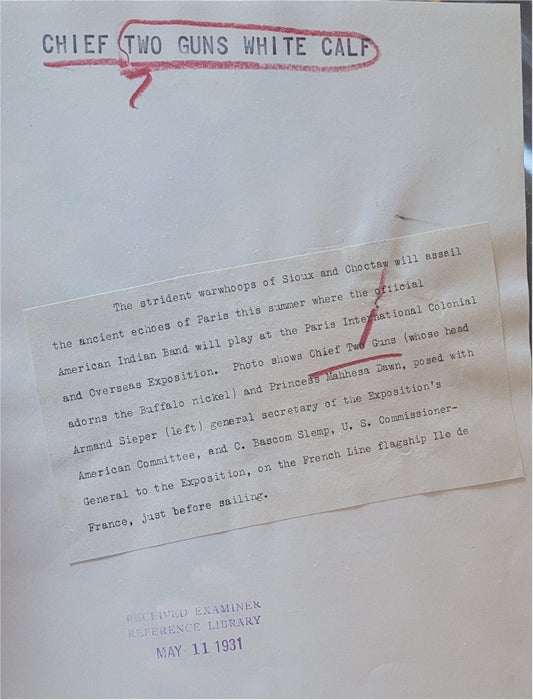 CHIEF TWO GUNS WHITE CALF
The strident warwhoops of Sioux and Choctaw will assail
the ancient echoes of Paris this summer where the official
American Indian Band will play at the Paris International Colonial
and Overseas Exposition. Photo shows Chief Two Guns (whose head
adorns the Buffalo nickel) and Princess Mahhesa Dawn, posed with
Armand Sieper (left) general secretary of the Exposition's
American Committee, and C. Bascom Slemp, U. S. Commissioner-
General to the Exposition, on the French Line flagship Ile de
France, just before sailing.
RECEIVED EXAMINER
REFERENCE LIBRARY
MAY 11 1931